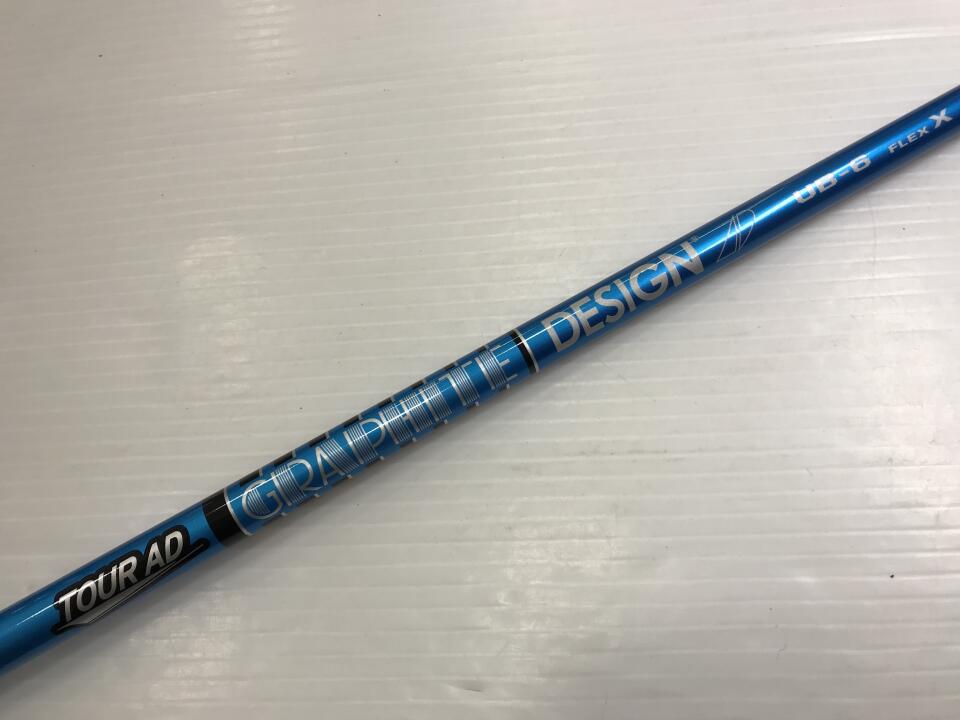 TOUR AD
GRAPHITE DESIGN®
UB-6 FLEX X